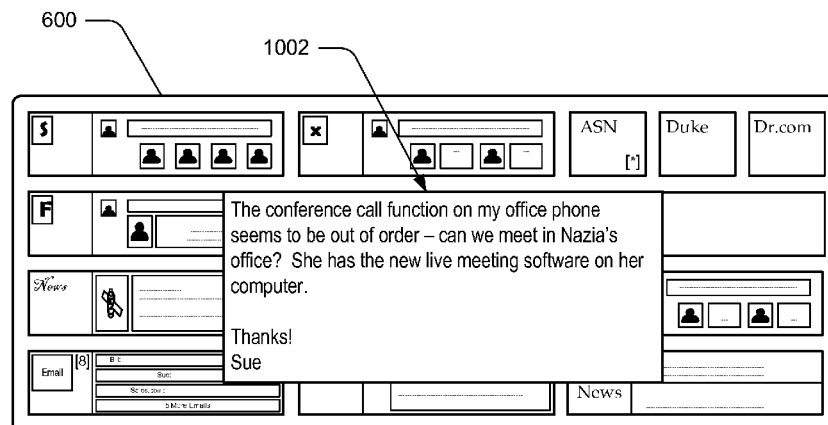 600
1002
S
x
ASN
[*]
Duke
Dr.com
F
The conference call function on my office phone
seems to be out of order – can we meet in Nazia's
office? She has the new live meeting software on her
computer.
Thanks!
Sue
News
Email
[8]
Sue:
5 More Emails
News